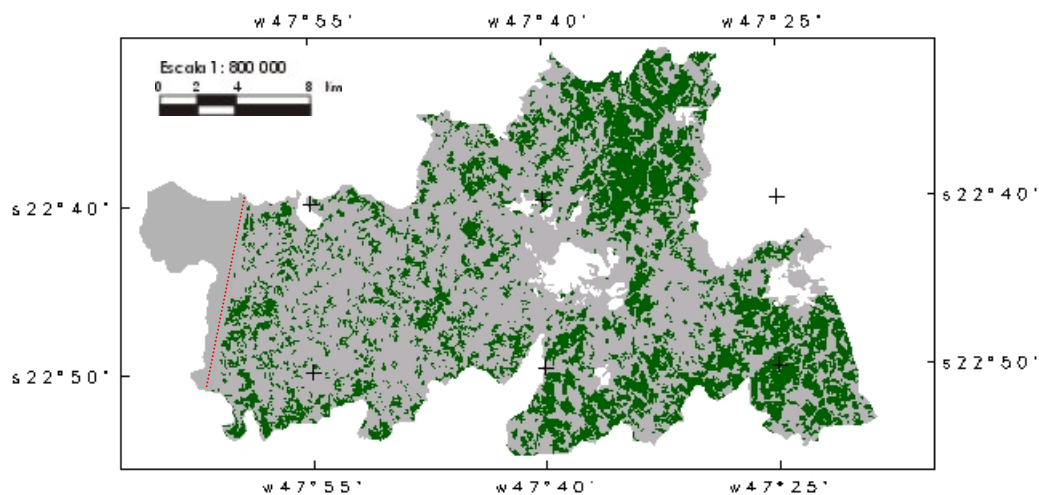 w 47°55' w 47°40' w 47°25'
Escala 1: 800 000
0 2 4 8 Km
s 22°40' s 22°40'
s 22°50' s 22°50'
w 47°55' w 47°40' w 47°25'